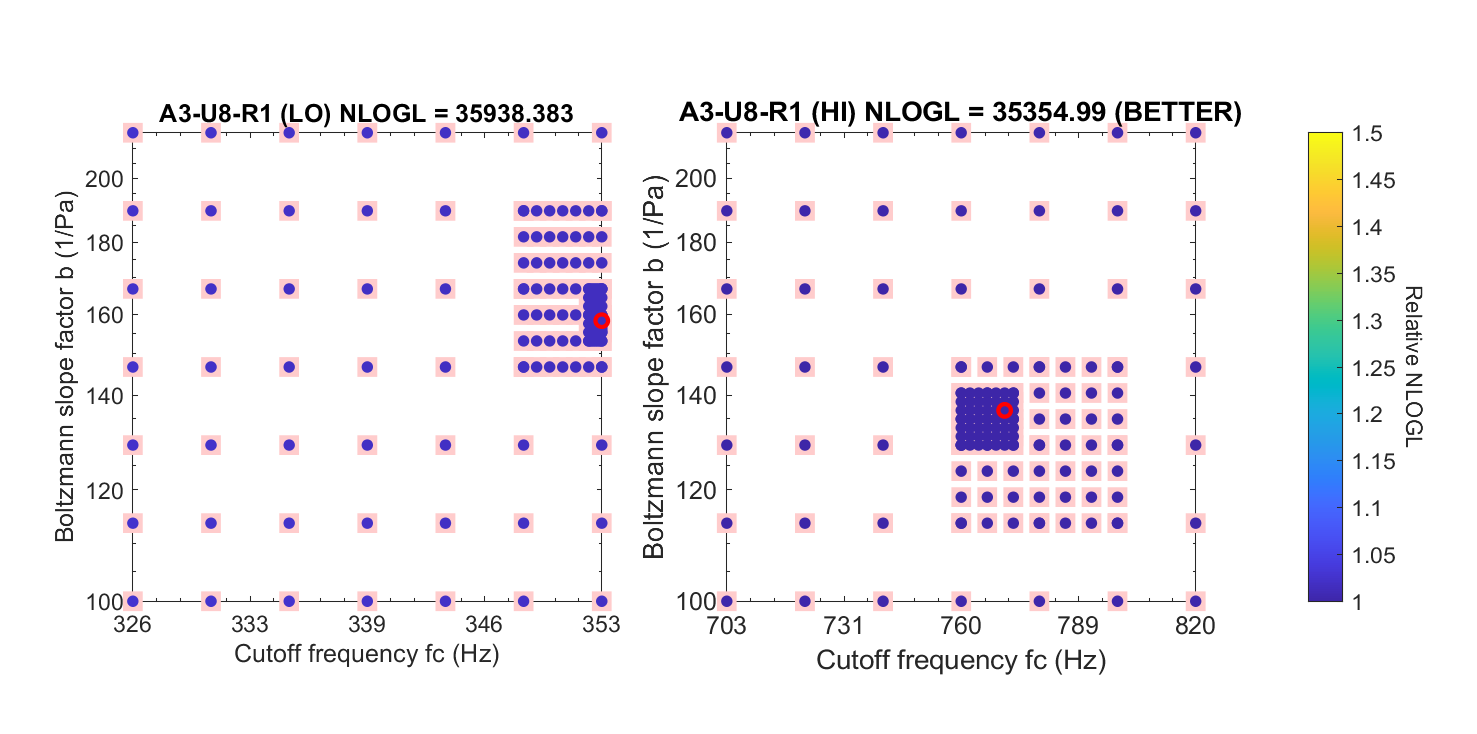 A3-U8-R1 (LO) NLOGL = 35938.383
200
180
160
140
120
100
326 333 339 346 353
Boltzmann slope factor b (1/Pa)
Cutoff frequency fc (Hz)
A3-U8-R1 (HI) NLOGL = 35354.99 (BETTER)
200
180
160
140
120
100
703 731 760 789 820
Boltzmann slope factor b (1/Pa)
Cutoff frequency fc (Hz)
1.5
1.45
1.4
1.35
1.3
1.25
1.2
1.15
1.1
1.05
1
Relative NLOGL